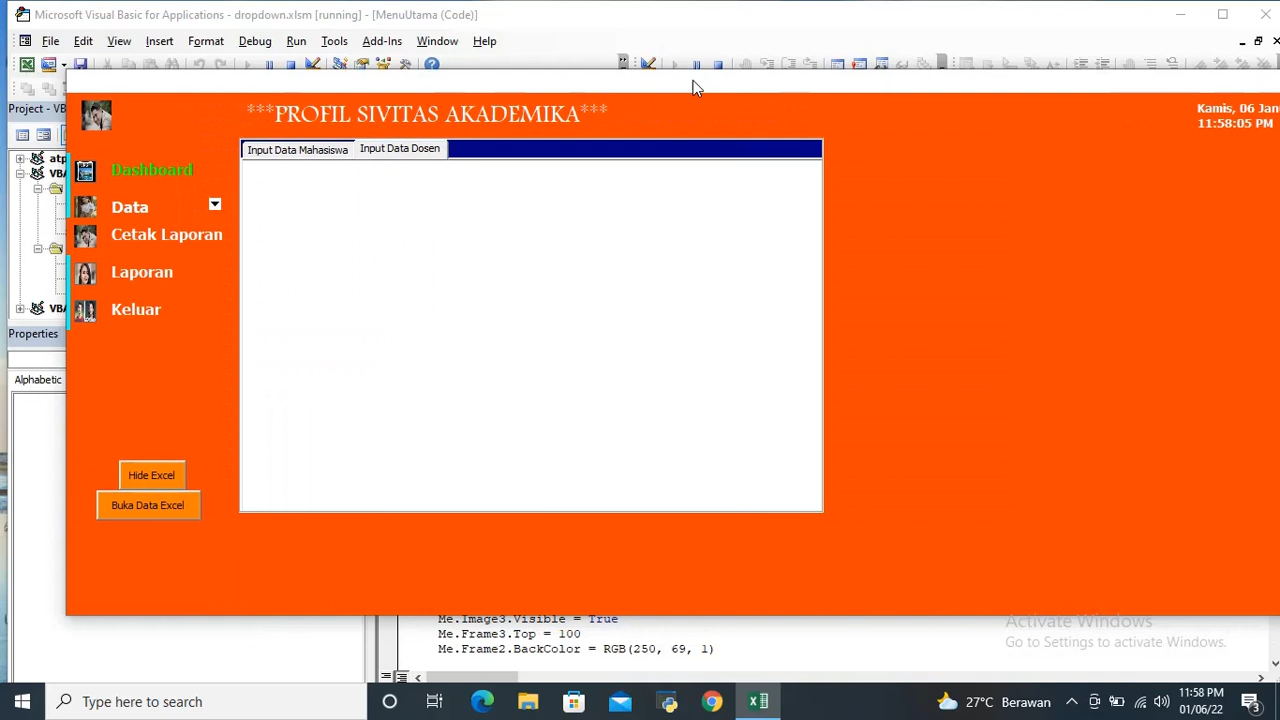 Microsoft Visual Basic for Applications - dropdown.xlsm [running] - [MenuUtama (Code)]
File Edit View Insert Format Debug Run Tools Add-Ins Window Help
Project - VB
***PROFIL SIVITAS AKADEMIKA***
Kamis, 06 Jan
11:58:05 PM
Input Data Mahasiswa
Input Data Dosen
atp
VBA
Dashboard
Data
Cetak Laporan
Laporan
Keluar
VBA
Properties
Alphabetic
Hide Excel
Buka Data Excel
Me.Image3.Visible = True
Me.Frame3.Top = 100
Me.Frame2.BackColor = RGB(250, 69, 1)
Activate Windows
Go to Settings to activate Windows.
Type here to search
27°C Berawan
11:58 PM
01/06/22
3